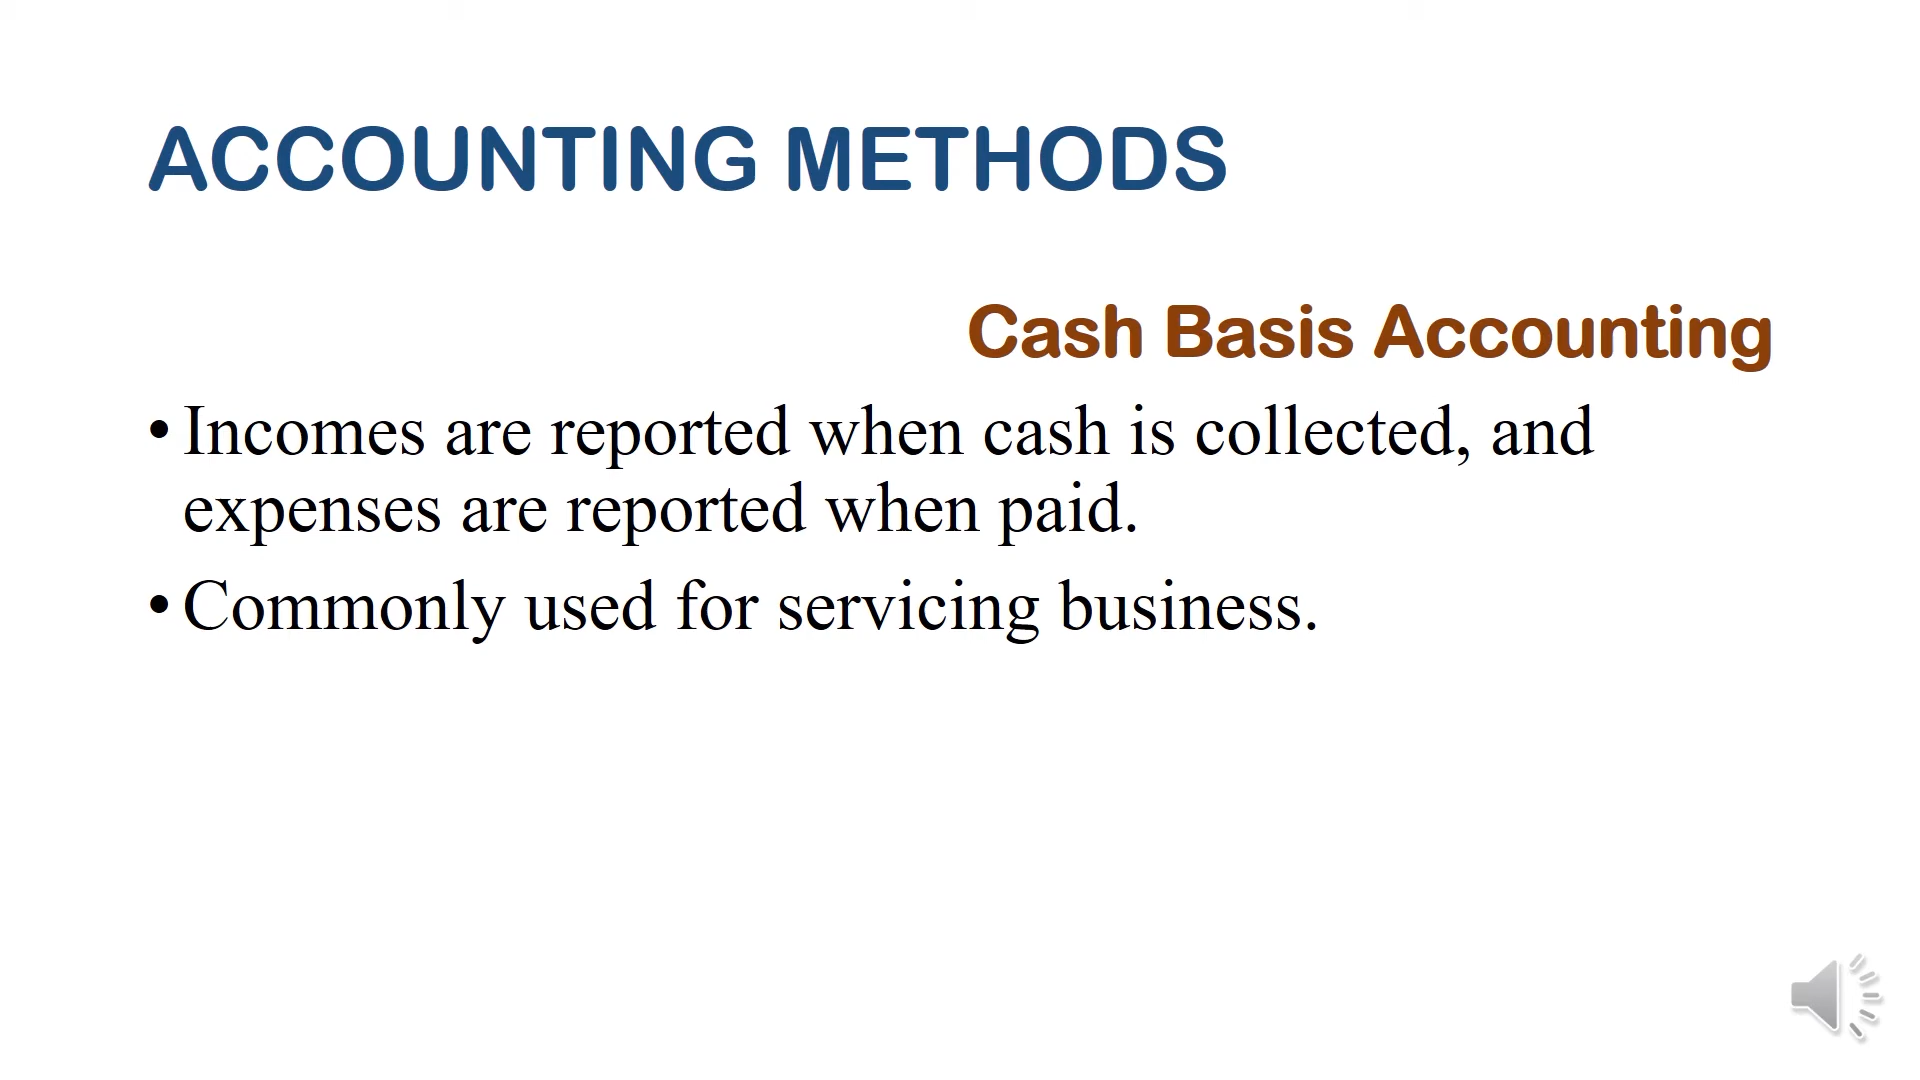 ACCOUNTING METHODS
Cash Basis Accounting
• Incomes are reported when cash is collected, and
expenses are reported when paid.
• Commonly used for servicing business.